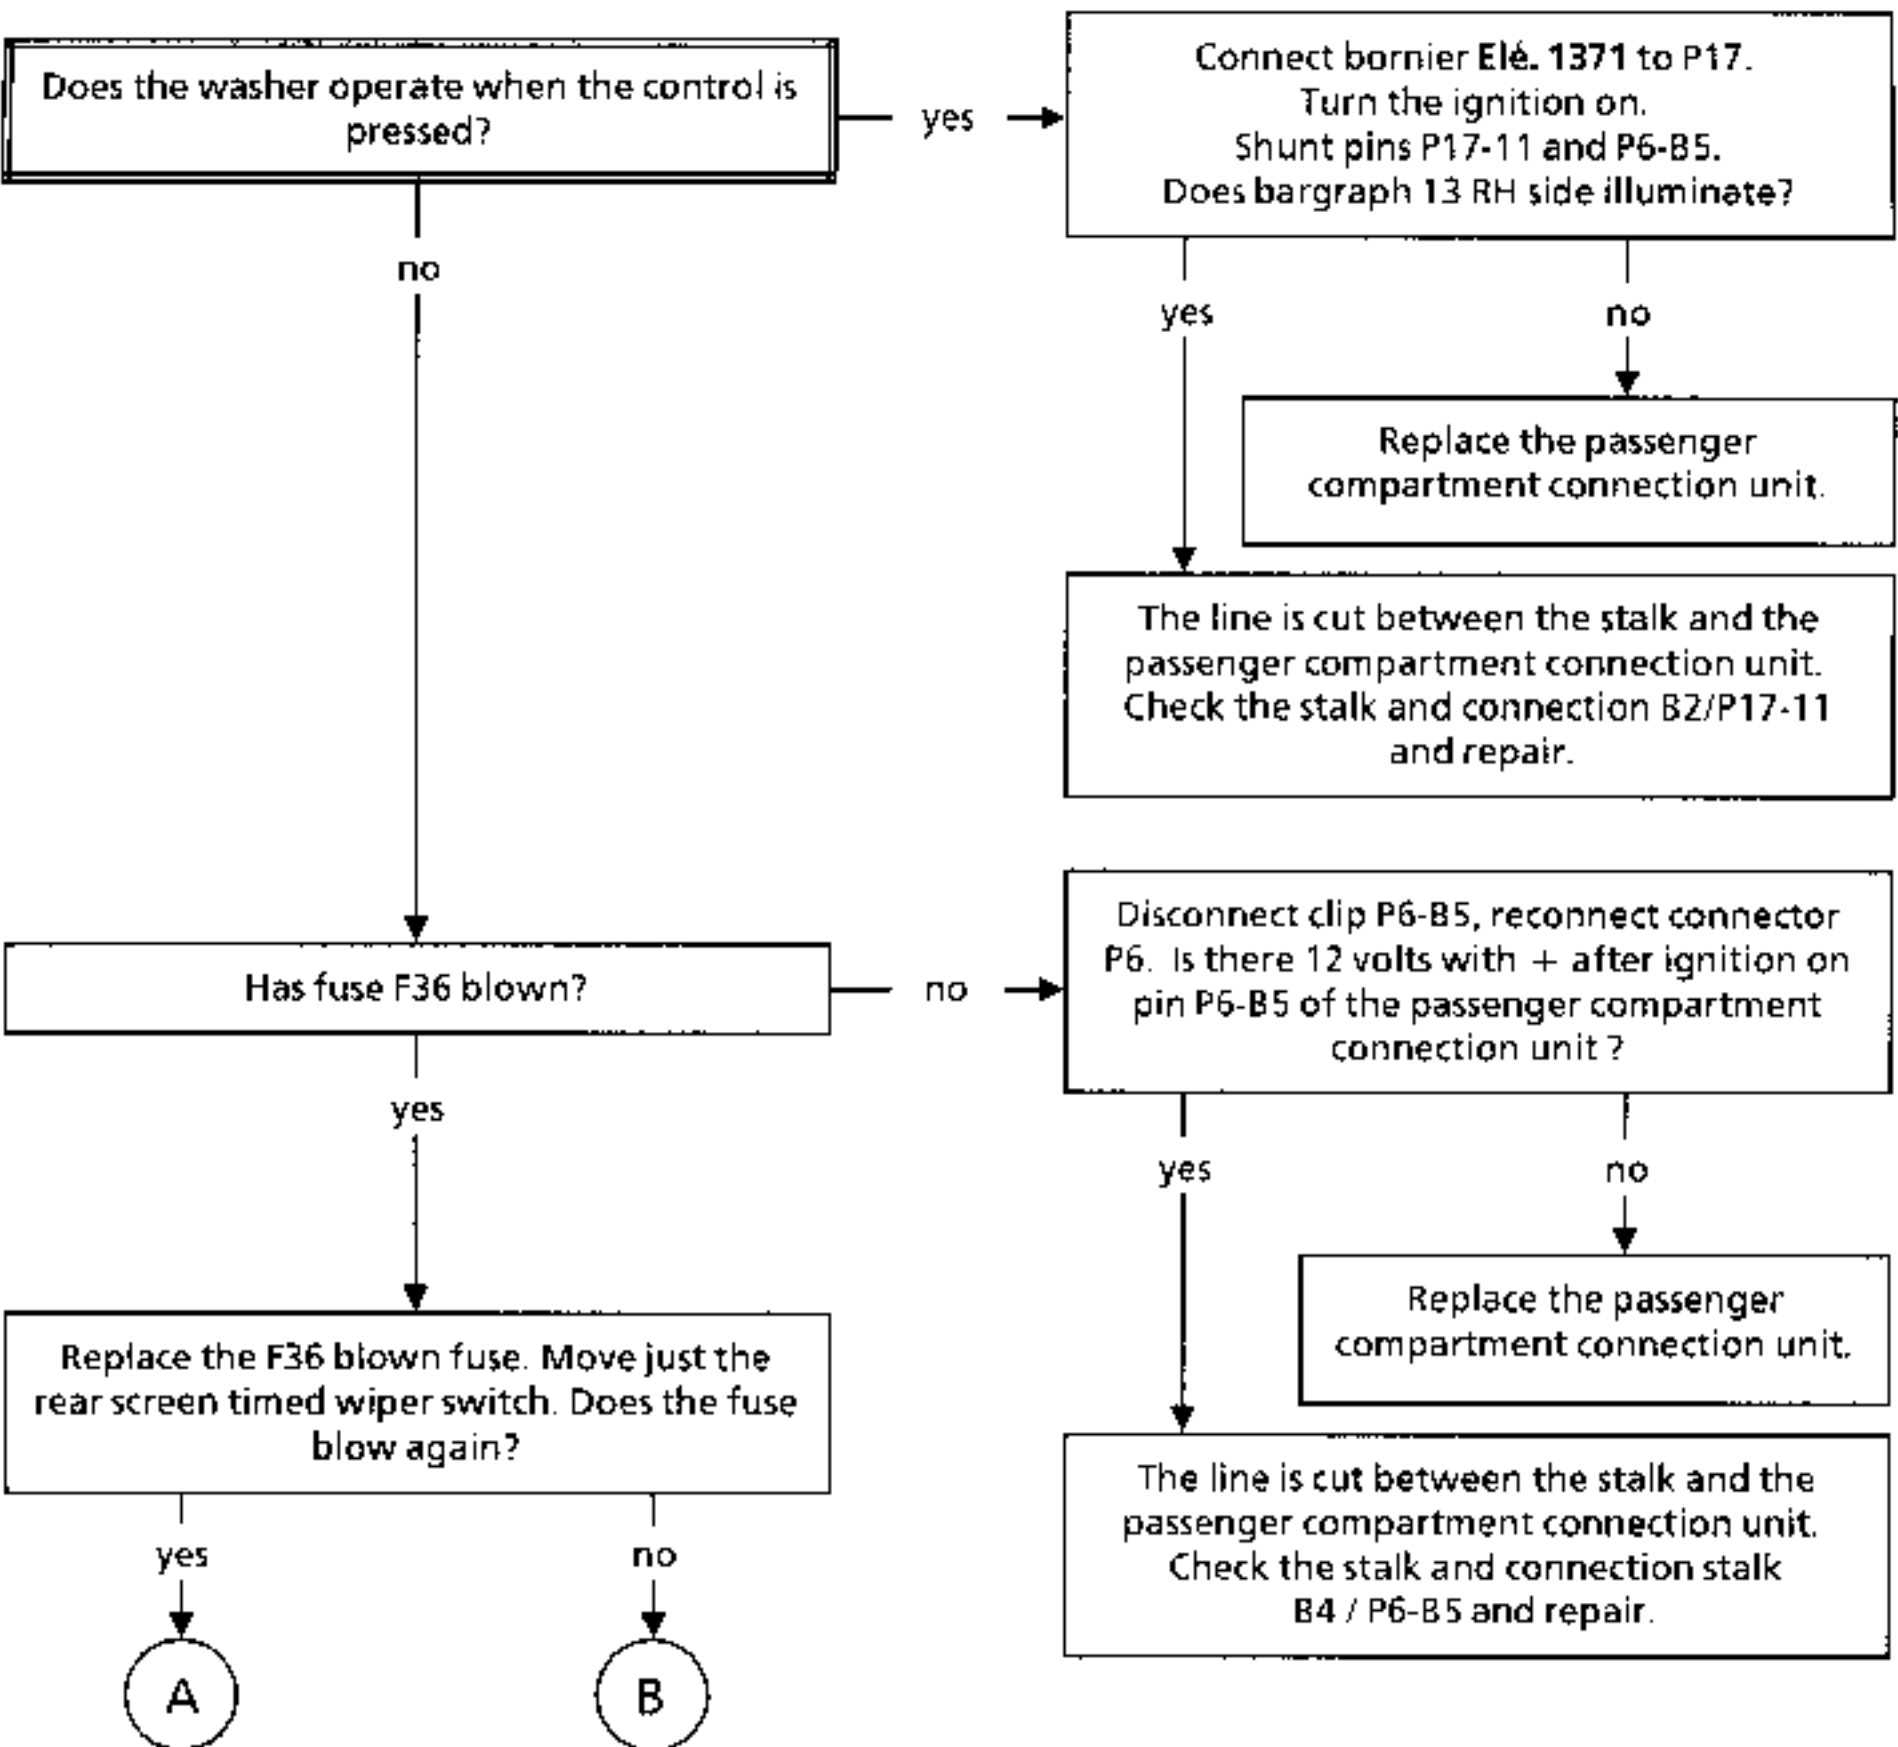 Does the washer operate when the control is
pressed?
yes
Connect bornier Elé. 1371 to P17.
Turn the ignition on.
Shunt pins P17-11 and P6-B5.
Does bargraph 13 RH side illuminate?
no
yes
no
Replace the passenger
compartment connection unit.
The line is cut between the stalk and the
passenger compartment connection unit.
Check the stalk and connection B2/P17-11
and repair.
Has fuse F36 blown?
no
Disconnect clip P6-B5, reconnect connector
P6. Is there 12 volts with + after ignition on
pin P6-B5 of the passenger compartment
connection unit ?
yes
yes
no
Replace the passenger
compartment connection unit.
Replace the F36 blown fuse. Move just the
rear screen timed wiper switch. Does the fuse
blow again?
The line is cut between the stalk and the
passenger compartment connection unit.
Check the stalk and connection stalk
B4 / P6-B5 and repair.
yes
no
A
B